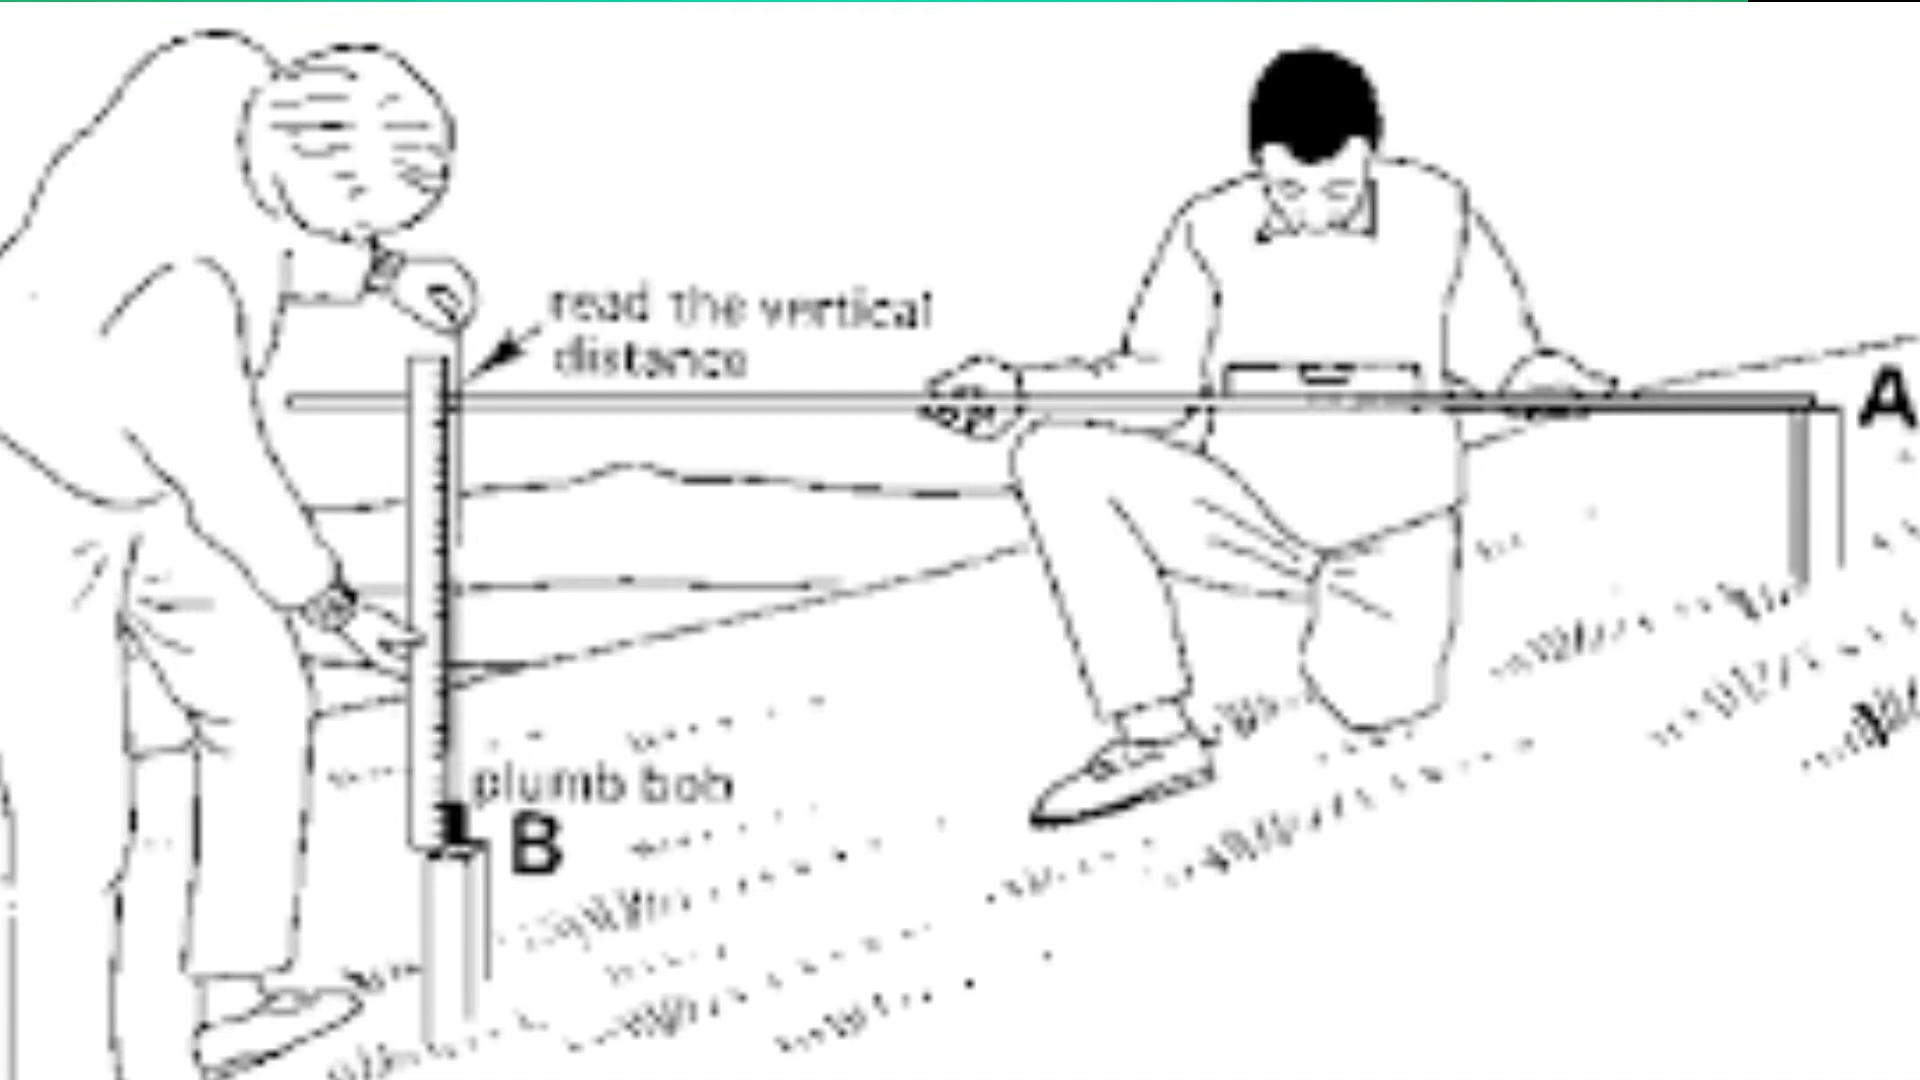 read the vertical
distance
A
plumb bob
B